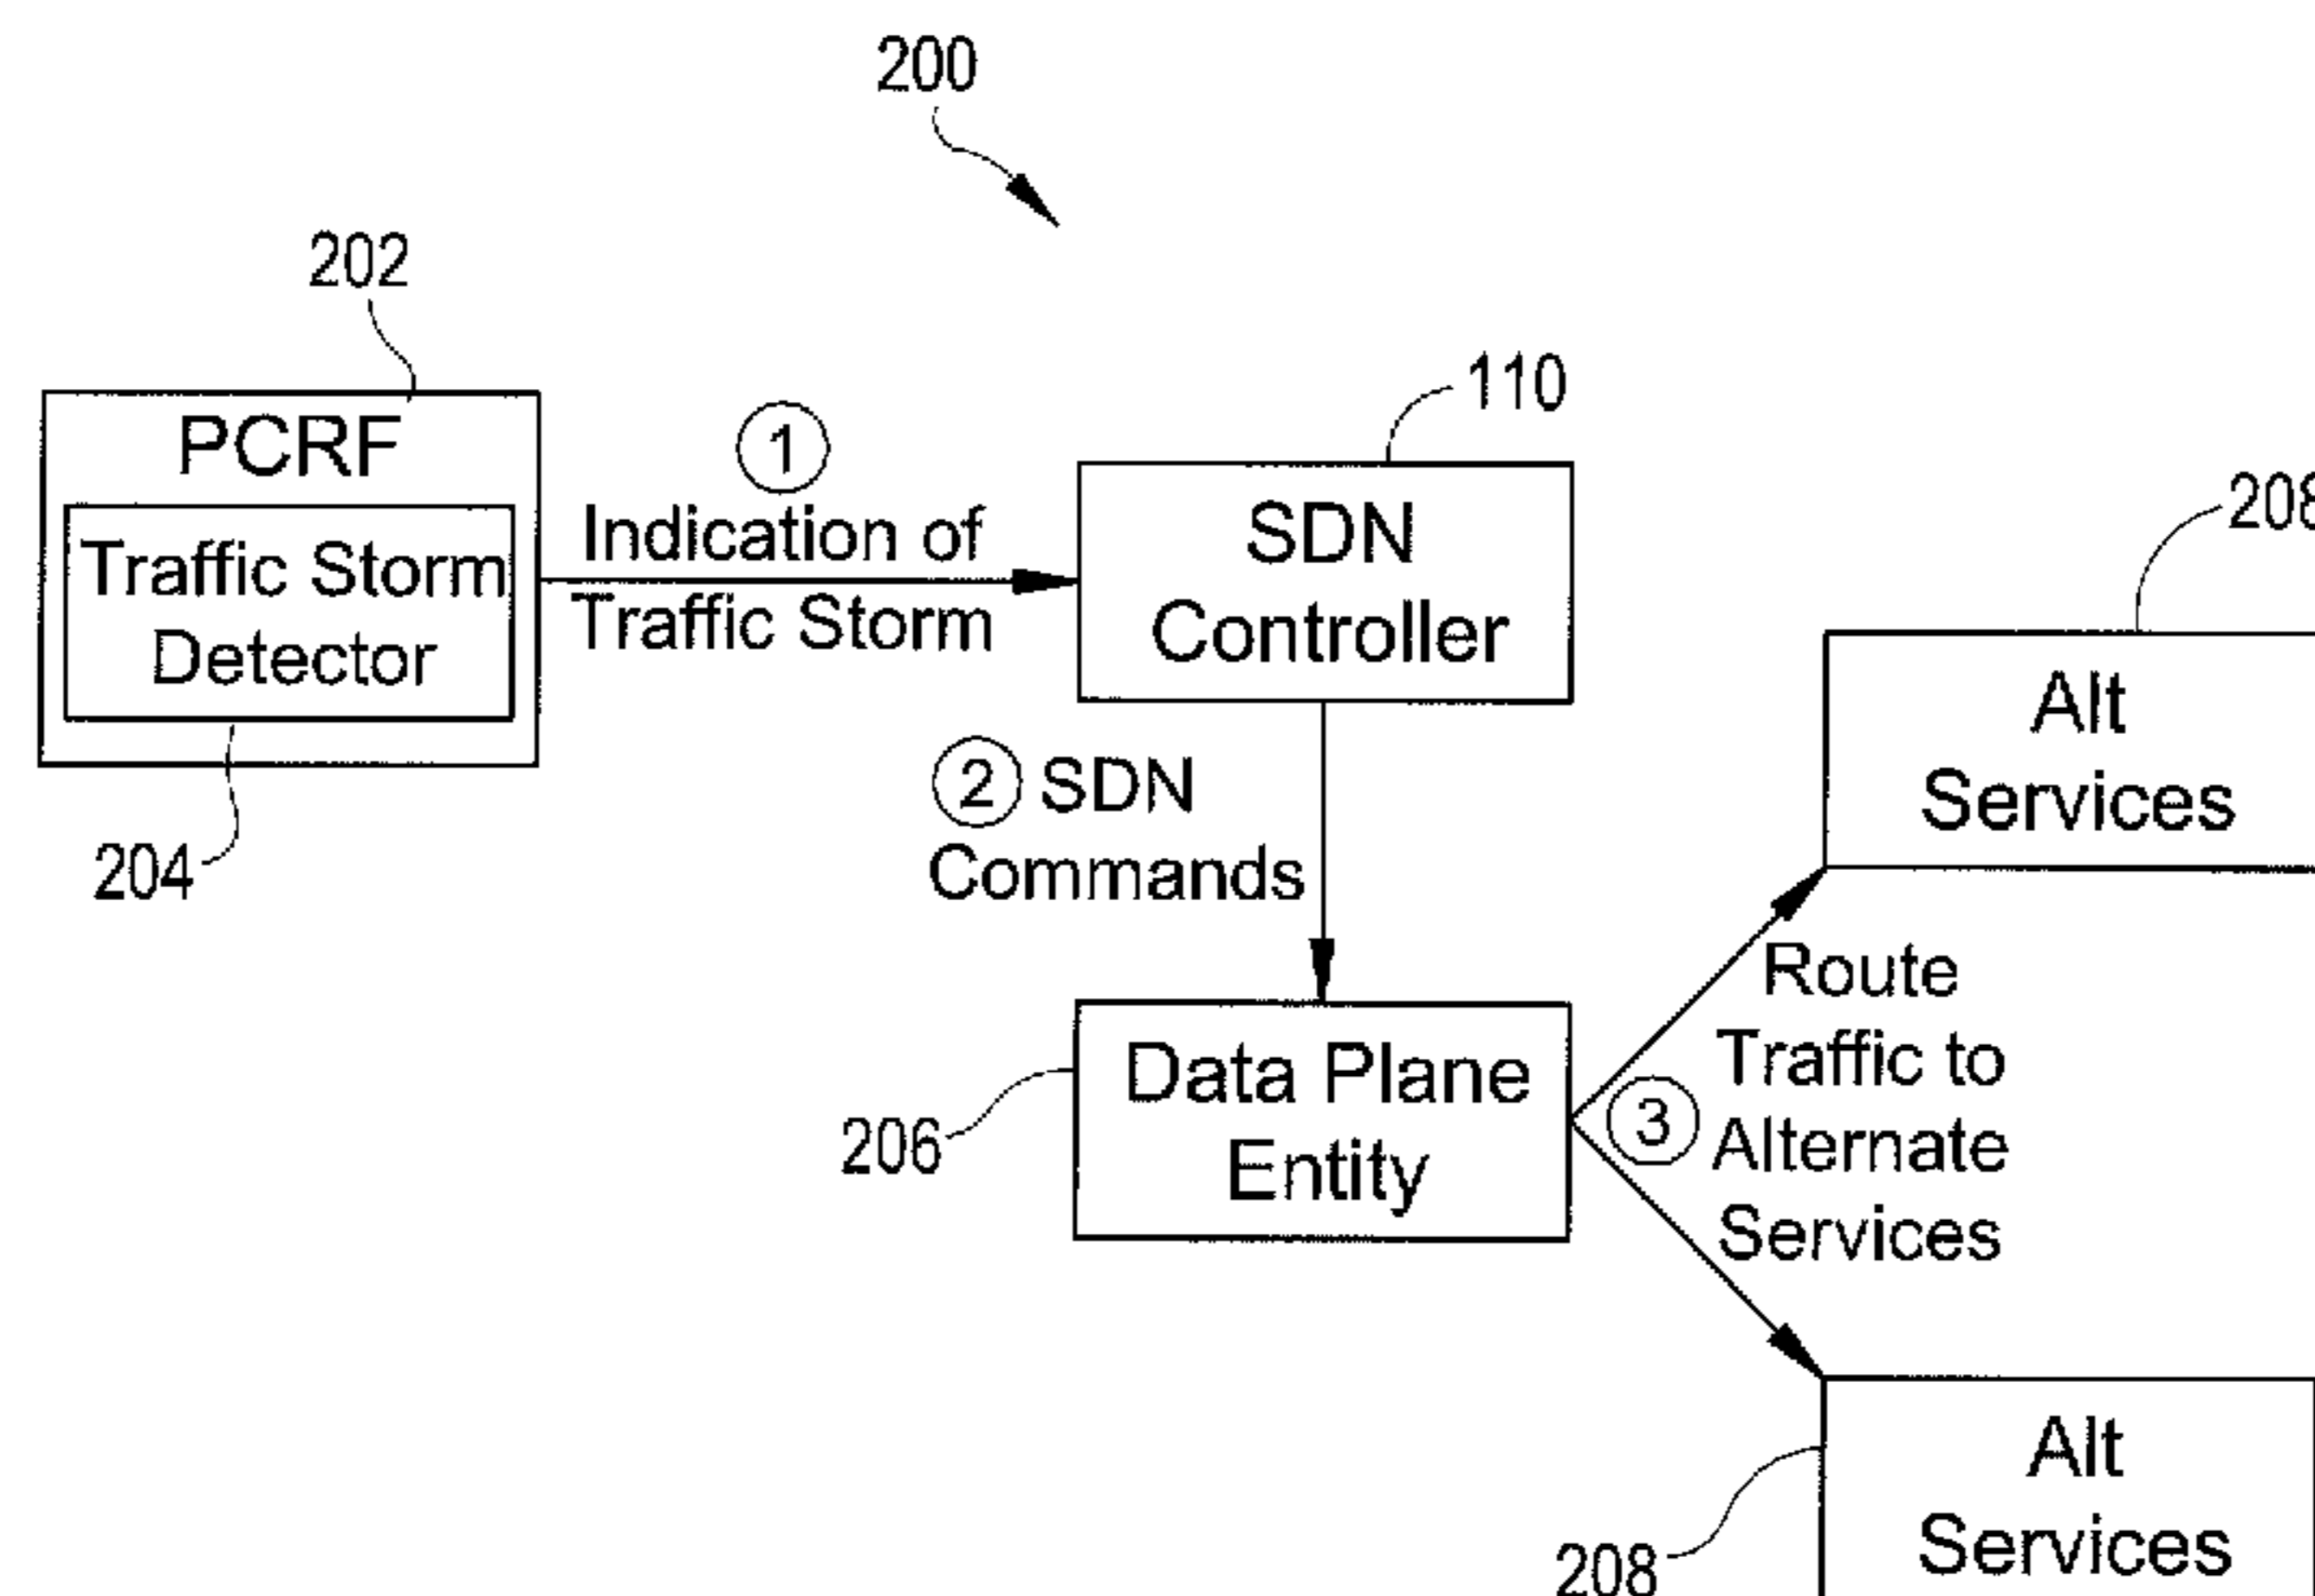 200
202
PCRF
Traffic Storm
Detector
204
1
Indication of
Traffic Storm
110
SDN
Controller
2 SDN
Commands
206
Data Plane
Entity
3
Route
Traffic to
Alternate
Services
208
Alt
Services
208
Alt
Services